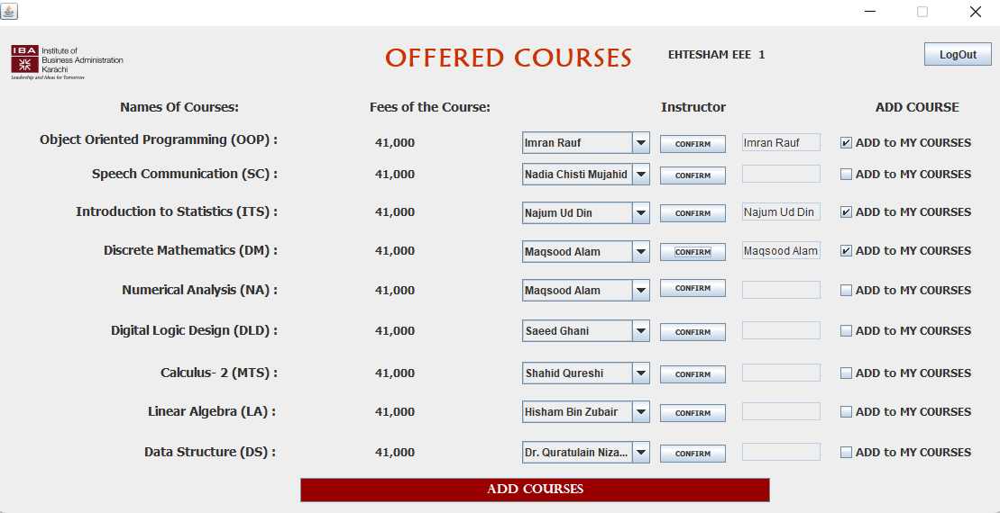 IBA Institute of
Business Administration
Karachi
Leadership and Ideas for Tomorrow
OFFERED COURSES
EHTESHAM EEE 1
LogOut
Names Of Courses: Fees of the Course: Instructor ADD COURSE
Object Oriented Programming (OOP) : 41,000 Imran Rauf CONFIRM Imran Rauf ADD to MY COURSES
Speech Communication (SC) : 41,000 Nadia Chisti Mujahid CONFIRM ADD to MY COURSES
Introduction to Statistics (ITS) : 41,000 Najum Ud Din CONFIRM Najum Ud Din ADD to MY COURSES
Discrete Mathematics (DM) : 41,000 Maqsood Alam CONFIRM Maqsood Alam ADD to MY COURSES
Numerical Analysis (NA) : 41,000 Maqsood Alam CONFIRM ADD to MY COURSES
Digital Logic Design (DLD) : 41,000 Saeed Ghani CONFIRM ADD to MY COURSES
Calculus- 2 (MTS) : 41,000 Shahid Qureshi CONFIRM ADD to MY COURSES
Linear Algebra (LA) : 41,000 Hisham Bin Zubair CONFIRM ADD to MY COURSES
Data Structure (DS) : 41,000 Dr. Quratulain Niza... CONFIRM ADD to MY COURSES
ADD COURSES